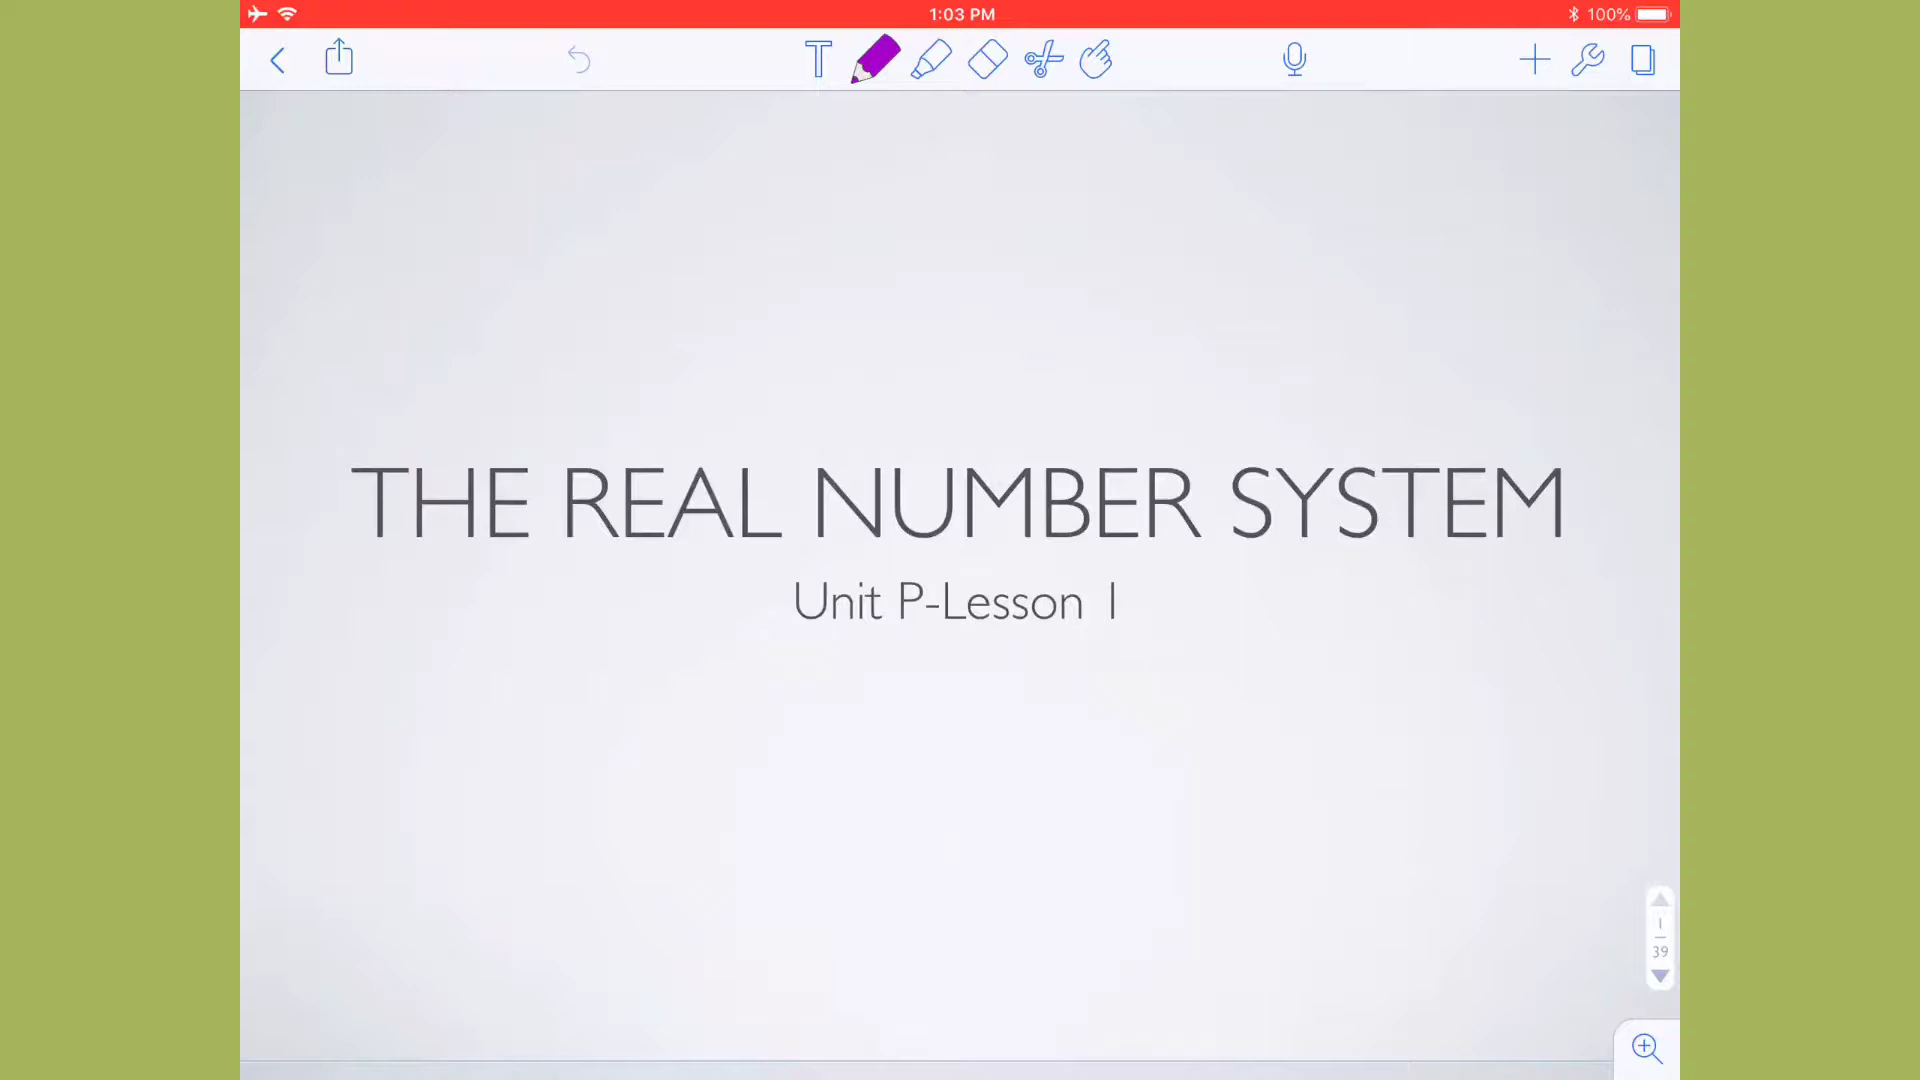 1:03 PM
100%
T
THE REAL NUMBER SYSTEM
Unit P-Lesson 1
1
39